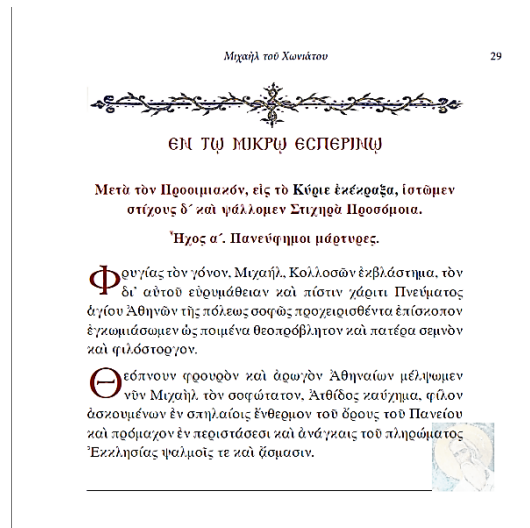 Μιχαὴλ τοῦ Χωνιάτου
29
ΕΝ Τῼ ΜΙΚΡῼ ΕΣΠΕΡΙΝῼ
Μετὰ τὸν Προοιμιακόν, εἰς τὸ Κύριε ἐκέκραξα, ἱστῶμεν
στίχους δ´ καὶ ψάλλομεν Στιχηρὰ Προσόμοια.
Ἦχος α´. Πανεύφημοι μάρτυρες.
Φρυγίας τὸν γόνον, Μιχαήλ, Κολλοσῶν ἐκβλάστημα, τὸν
δι᾽ αὐτοῦ εὐρυμάθειαν καὶ πίστιν χάριτι Πνεύματος
ἁγίου Ἀθηνῶν τῆς πόλεως σοφῶς προχειρισθέντα ἐπίσκοπον
ἐγκωμιάσωμεν ὡς ποιμένα θεοπρόβλητον καὶ πατέρα σεμνὸν
καὶ φιλόστοργον.
Θεόπνουν φρουρὸν καὶ ἀρωγὸν Ἀθηναίων μέλψωμεν
νῦν Μιχαὴλ τὸν σοφώτατον, Ἀτθίδος καύχημα, φίλον
ἀσκουμένων ἐν σπηλαίοις ἔνθερμον τοῦ ὄρους τοῦ Πανείου
καὶ πρόμαχον ἐν περιστάσεσι καὶ ἀνάγκαις τοῦ πληρώματος
Ἐκκλησίας ψαλμοῖς τε καὶ ᾄσμασιν.